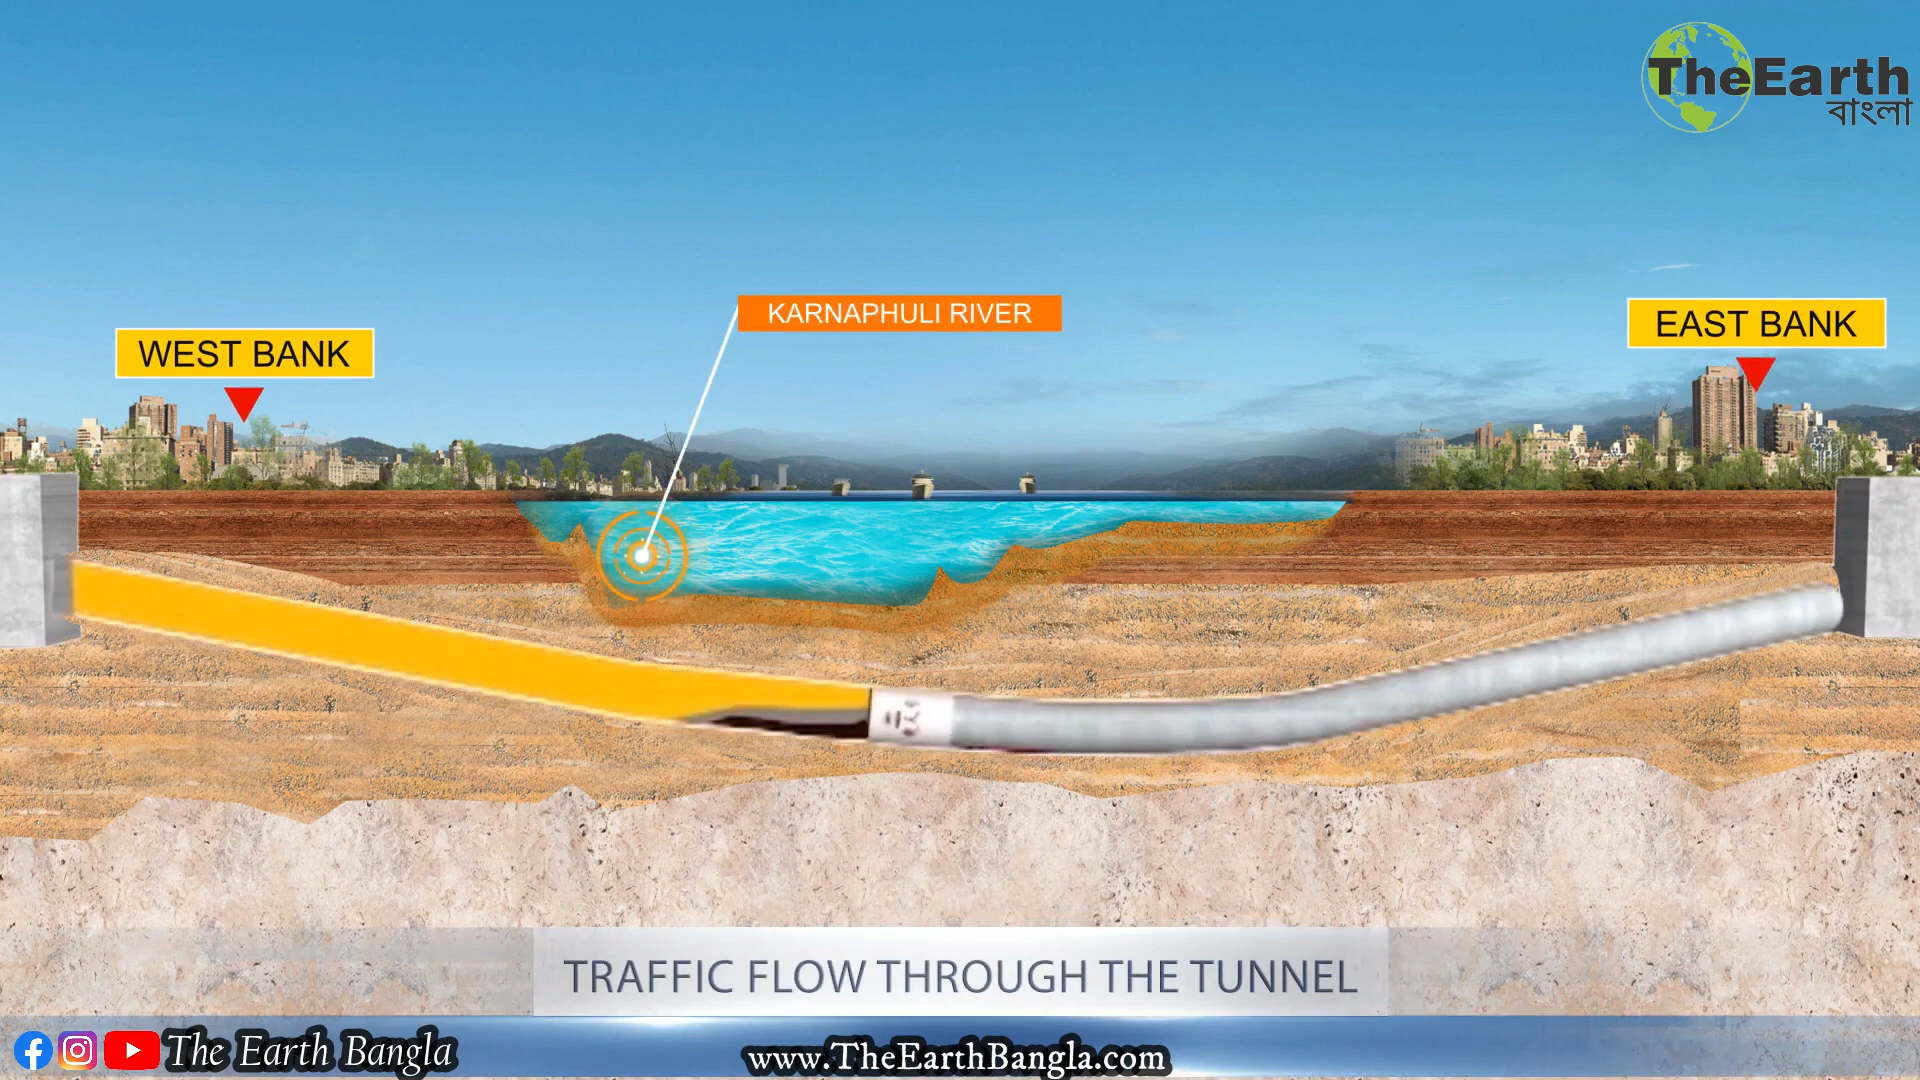 TheEarth
বাংলা
KARNAPHULI RIVER
EAST BANK
WEST BANK
TRAFFIC FLOW THROUGH THE TUNNEL
The Earth Bangla
www.TheEarthBangla.com